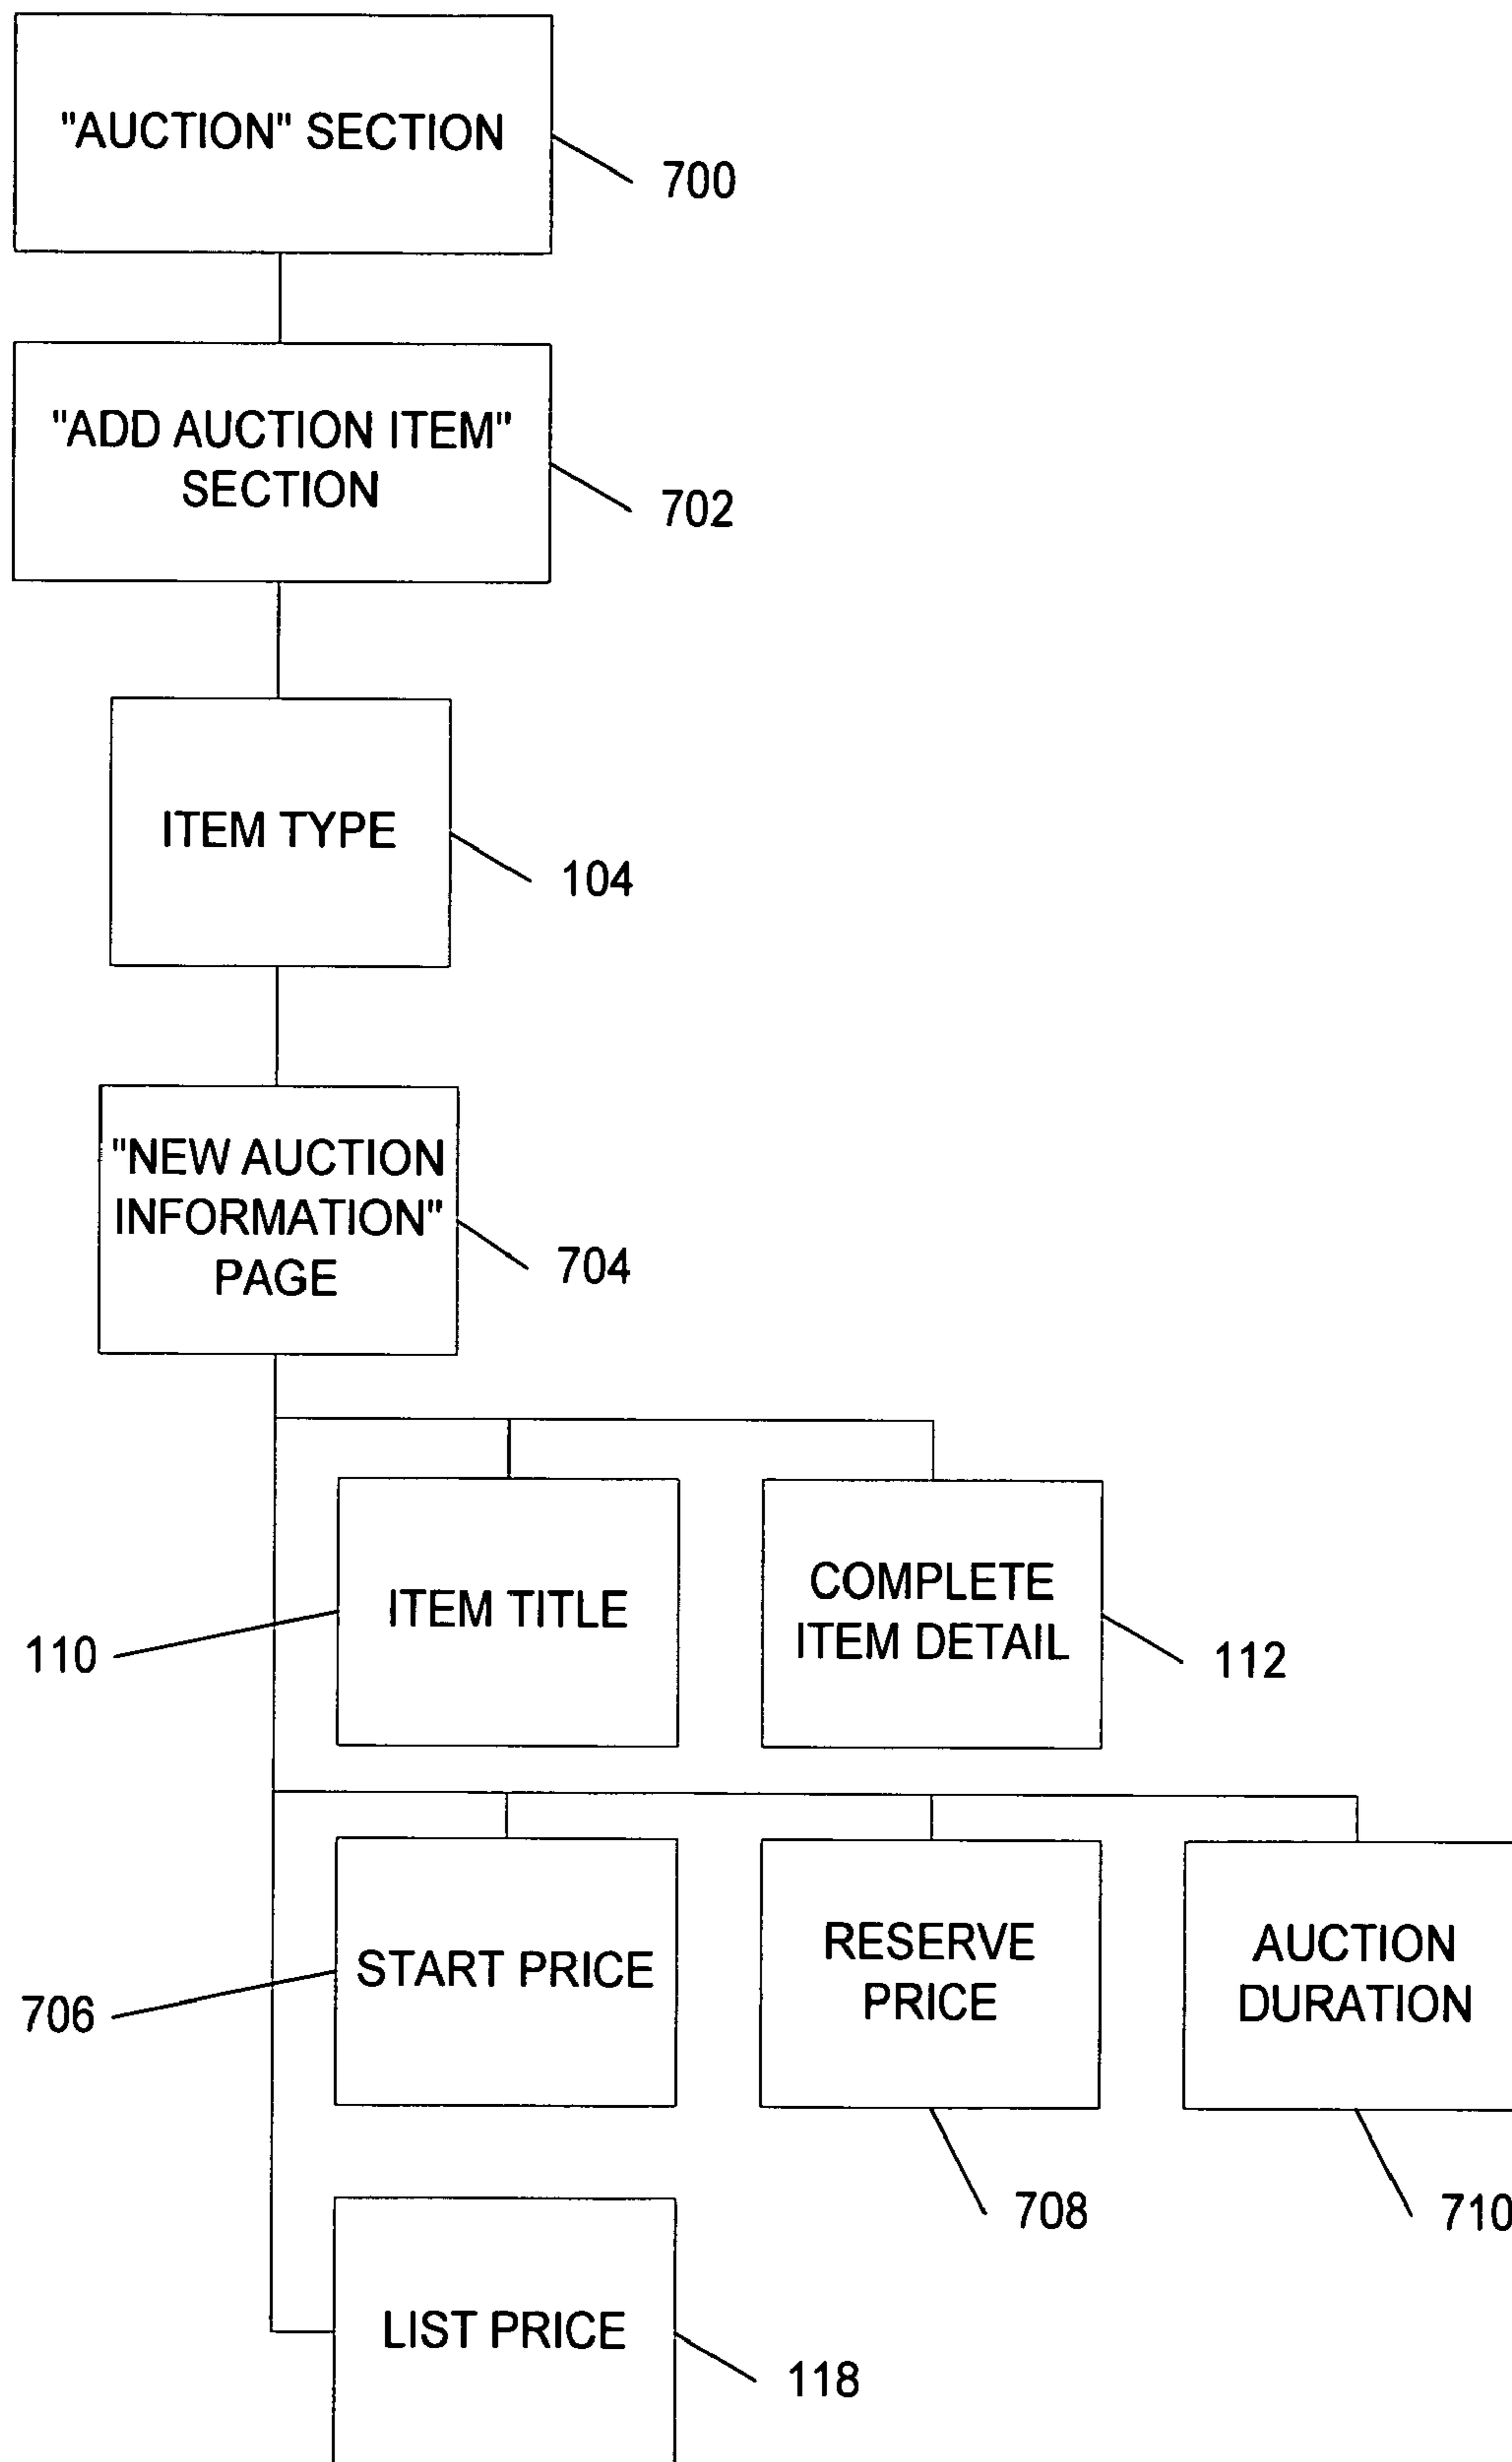 "AUCTION" SECTION
700
"ADD AUCTION ITEM"
SECTION
702
ITEM TYPE
104
"NEW AUCTION
INFORMATION"
PAGE
704
ITEM TITLE
110
COMPLETE
ITEM DETAIL
112
START PRICE
706
RESERVE
PRICE
708
AUCTION
DURATION
710
LIST PRICE
118